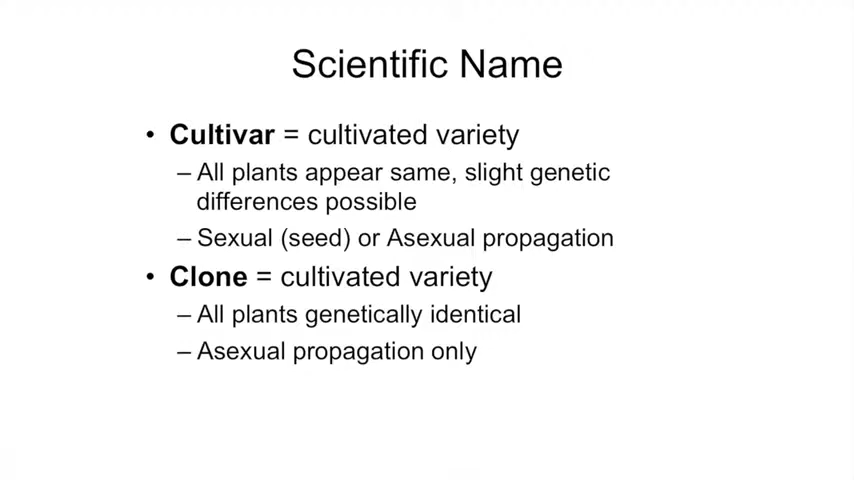 Scientific Name
• Cultivar = cultivated variety
– All plants appear same, slight genetic
differences possible
– Sexual (seed) or Asexual propagation
• Clone = cultivated variety
– All plants genetically identical
– Asexual propagation only